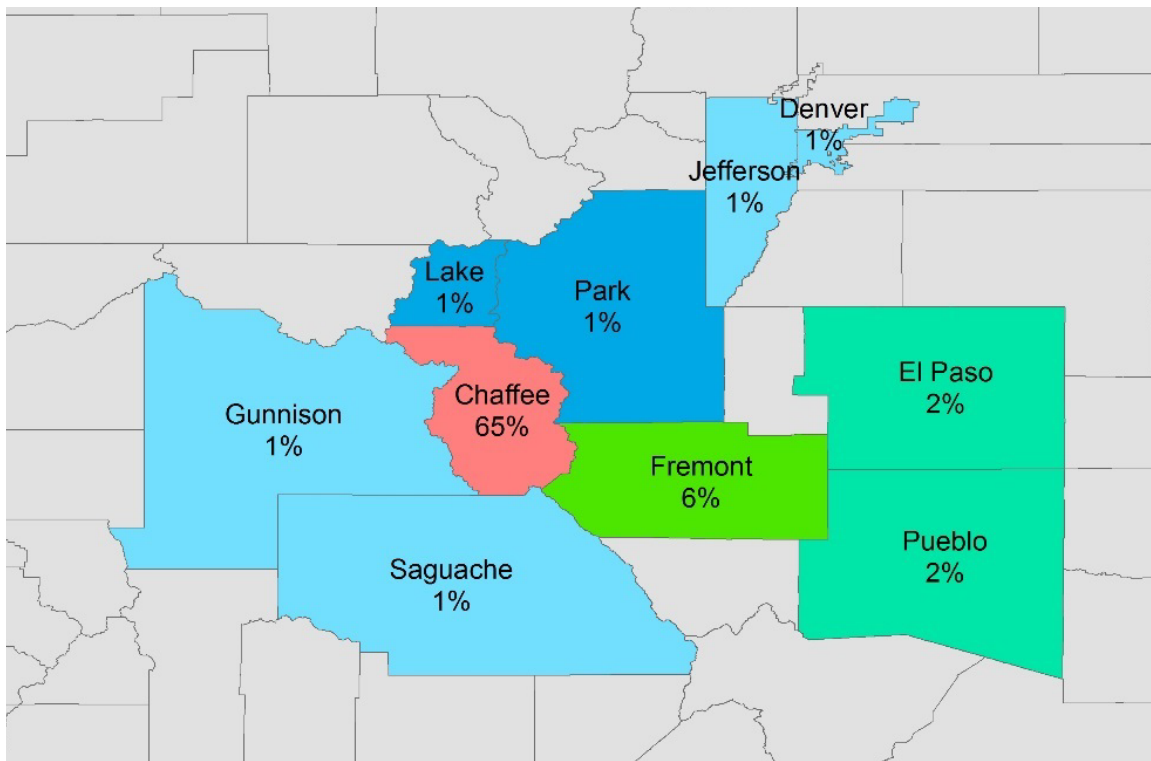 Denver
1%
Jefferson
1%
Lake
1%
Park
1%
El Paso
2%
Chaffee
65%
Gunnison
1%
Fremont
6%
Pueblo
2%
Saguache
1%